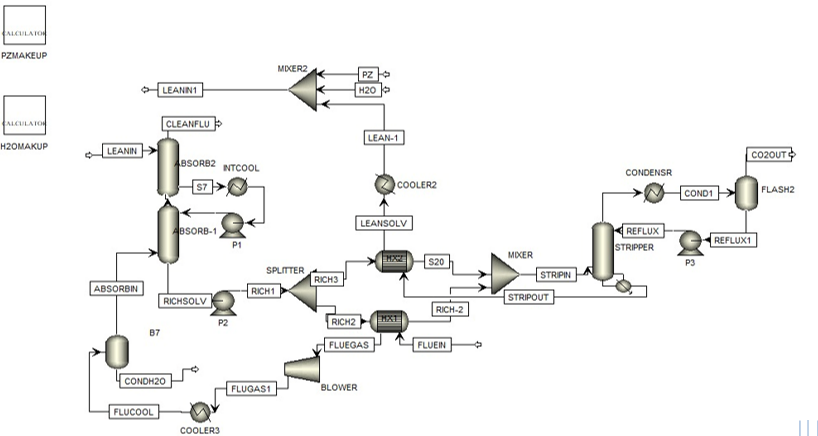 CALCULATOR
PZMAKEUP
CALCULATOR
H2OMAKUP
MIXER2
PZ
H2O
LEANIN1
CLEANFLU
LEANIN
ABSORB2
INTCOOL
S7
LEAN-1
COOLER2
LEANSOLV
ABSORB-1
P1
CONDENSR
CO2OUT
COND1
FLASH2
REFLUX
REFLUX1
STRIPPER
P3
HX2
S20
MIXER
STRIPIN
SPLITTER
RICH3
STRIPOUT
ABSORBIN
RICHSOLV
RICH1
P2
RICH2
HX1
RICH-2
B7
FLUEGAS
FLUEIN
BLOWER
CONDH2O
FLUGAS1
FLUCOOL
COOLER3